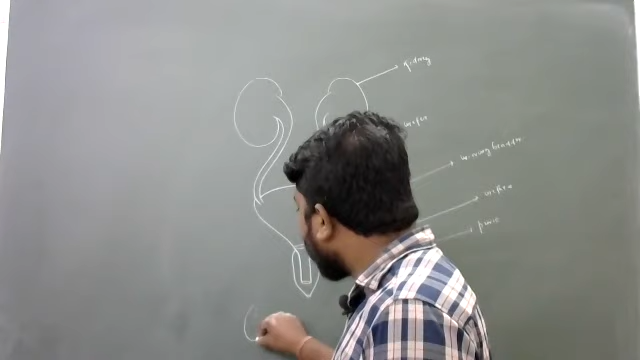 Kidney
ureter
urinary bladder
urethra
penis